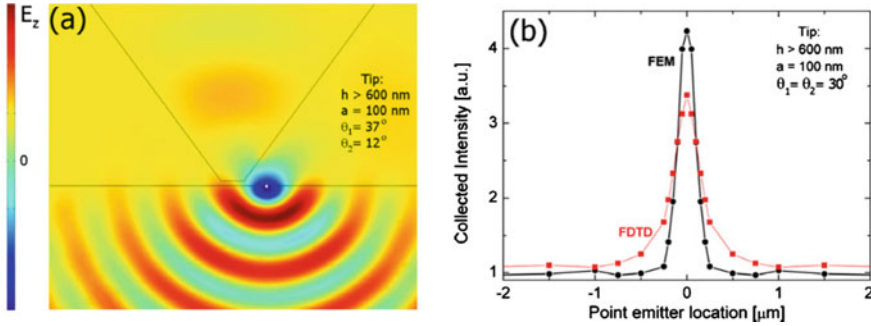 E_z
0
(a)
Tip:
h > 600 nm
a = 100 nm
θ₁= 37°
θ₂= 12°
(b)
Collected Intensity [a.u.]
4
3
2
1
FEM
FDTD
Tip:
h > 600 nm
a = 100 nm
θ₁= θ₂= 30°
-2 -1 0 1 2
Point emitter location [μm]